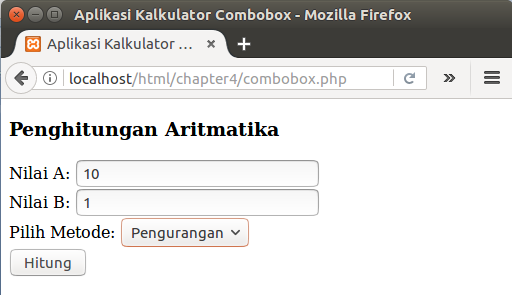 Aplikasi Kalkulator Combobox - Mozilla Firefox
Aplikasi Kalkulator ...
localhost/html/chapter4/combobox.php
Penghitungan Aritmatika
Nilai A: 10
Nilai B: 1
Pilih Metode: Pengurangan
Hitung